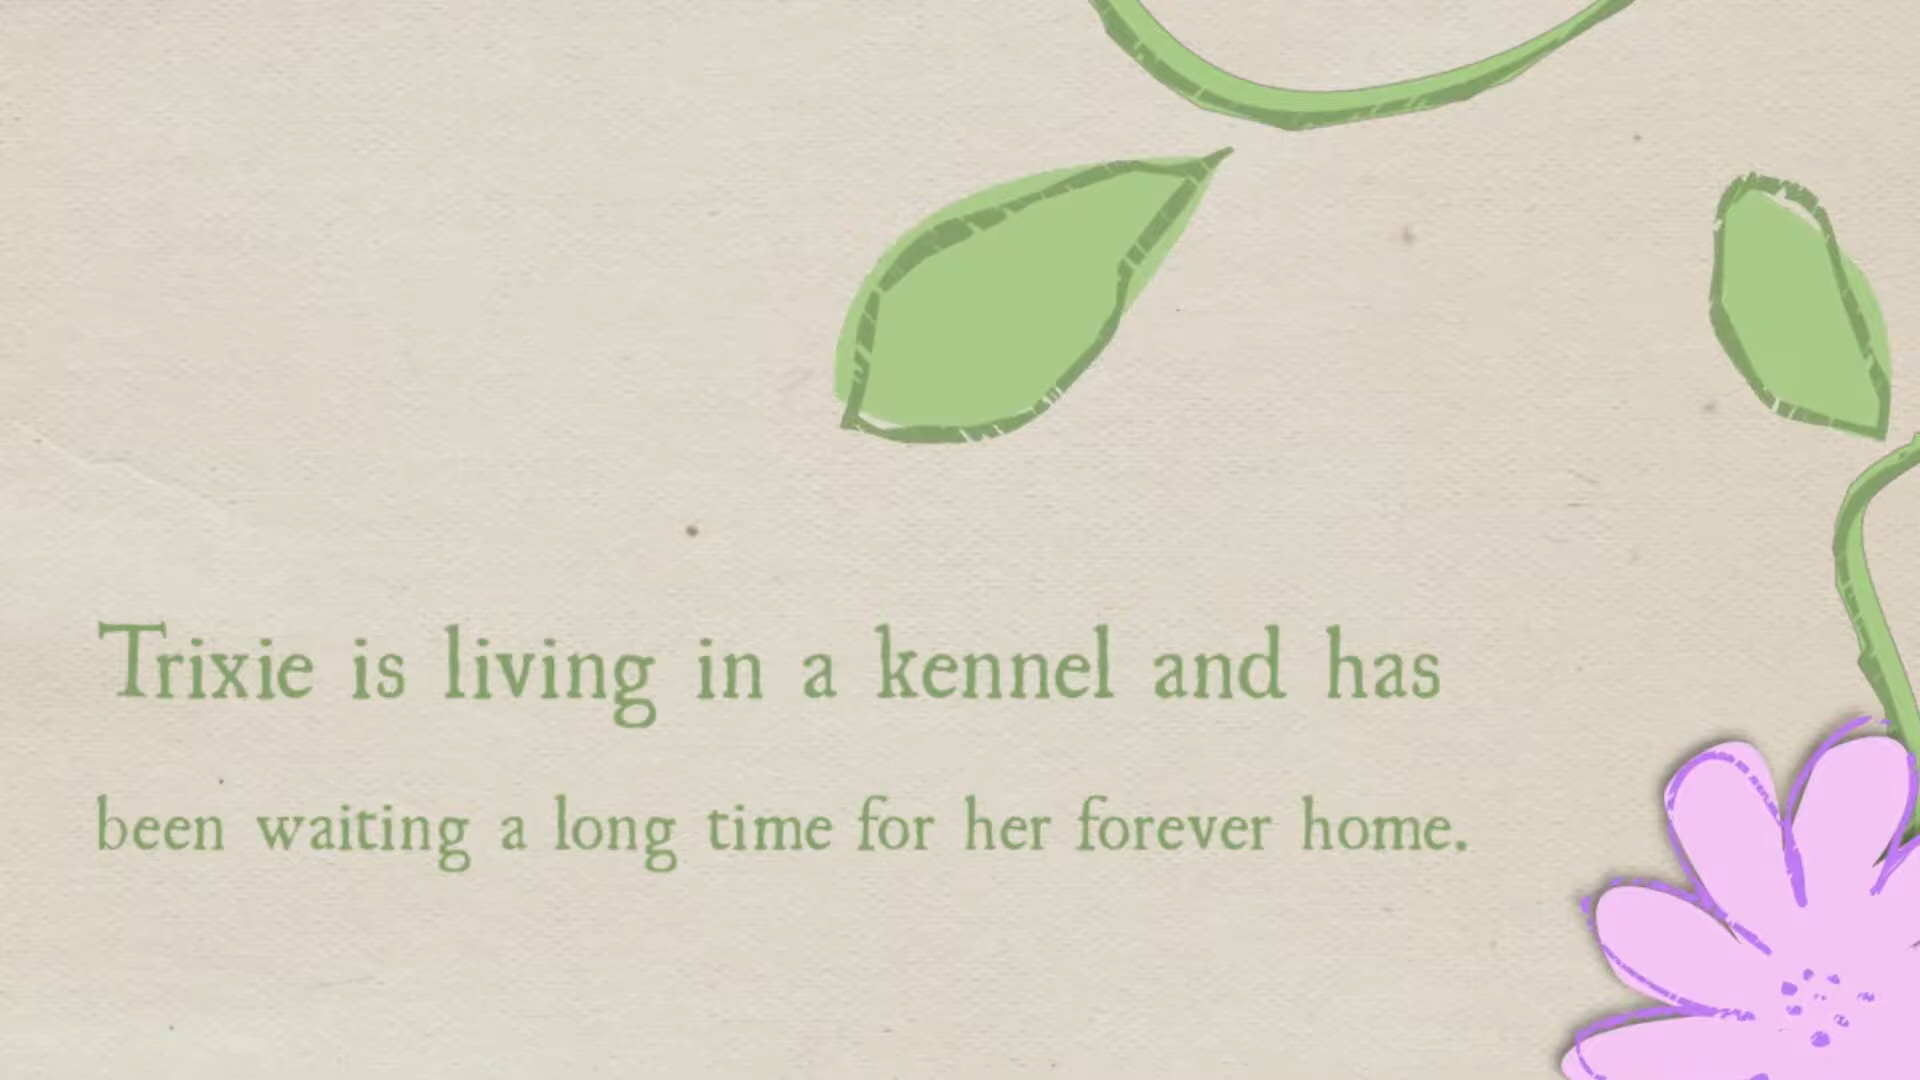 Trixie is living in a kennel and has
been waiting a long time for her forever home.